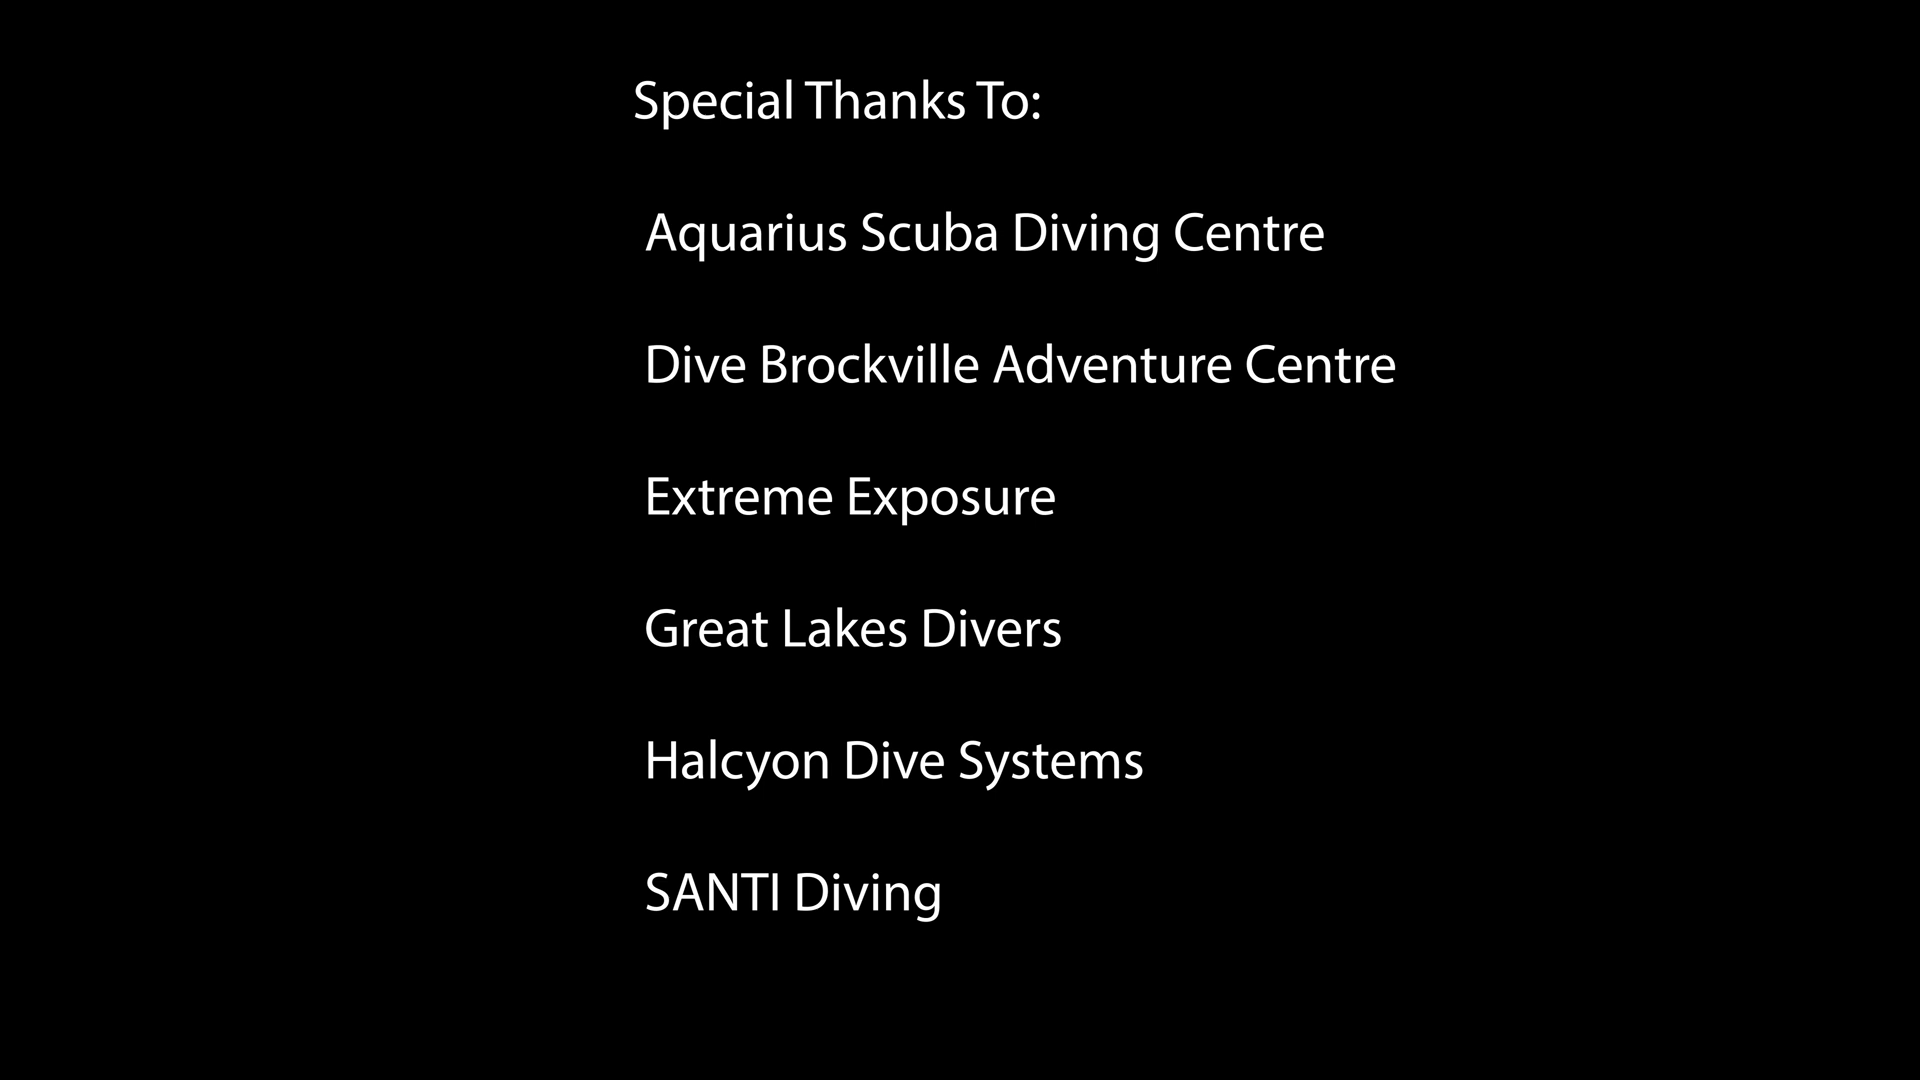 Special Thanks To:
Aquarius Scuba Diving Centre
Dive Brockville Adventure Centre
Extreme Exposure
Great Lakes Divers
Halcyon Dive Systems
SANTI Diving